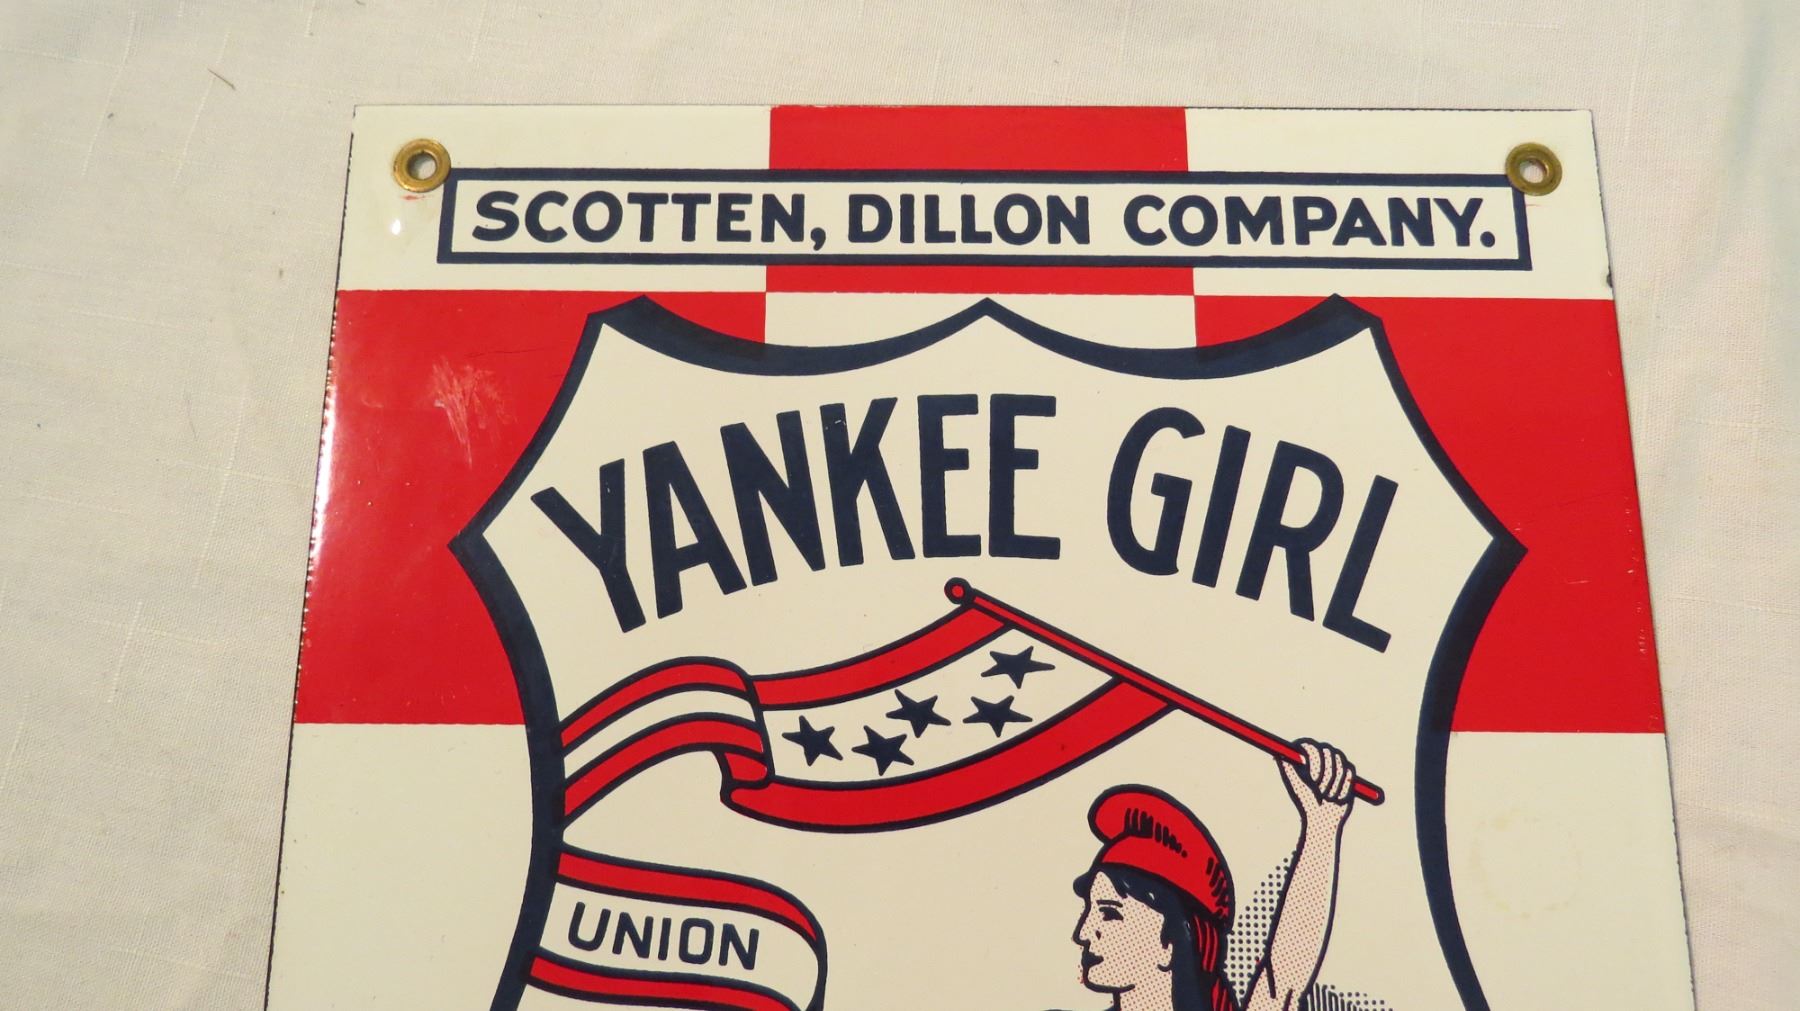 SCOTTEN, DILLON COMPANY.
YANKEE GIRL
UNION